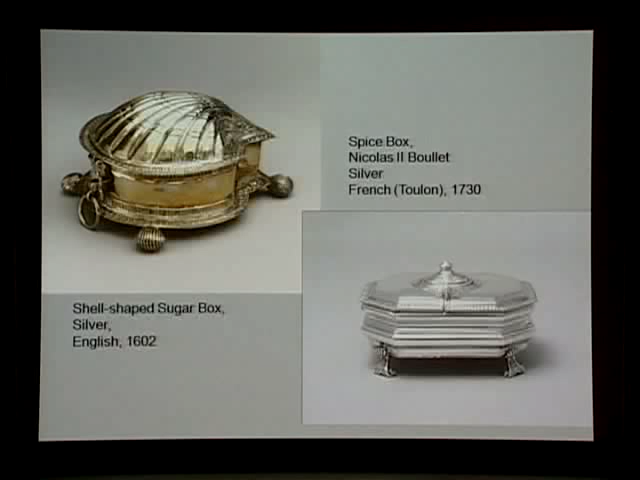 Spice Box,
Nicolas II Boullet
Silver
French (Toulon), 1730
Shell-shaped Sugar Box,
Silver,
English, 1602